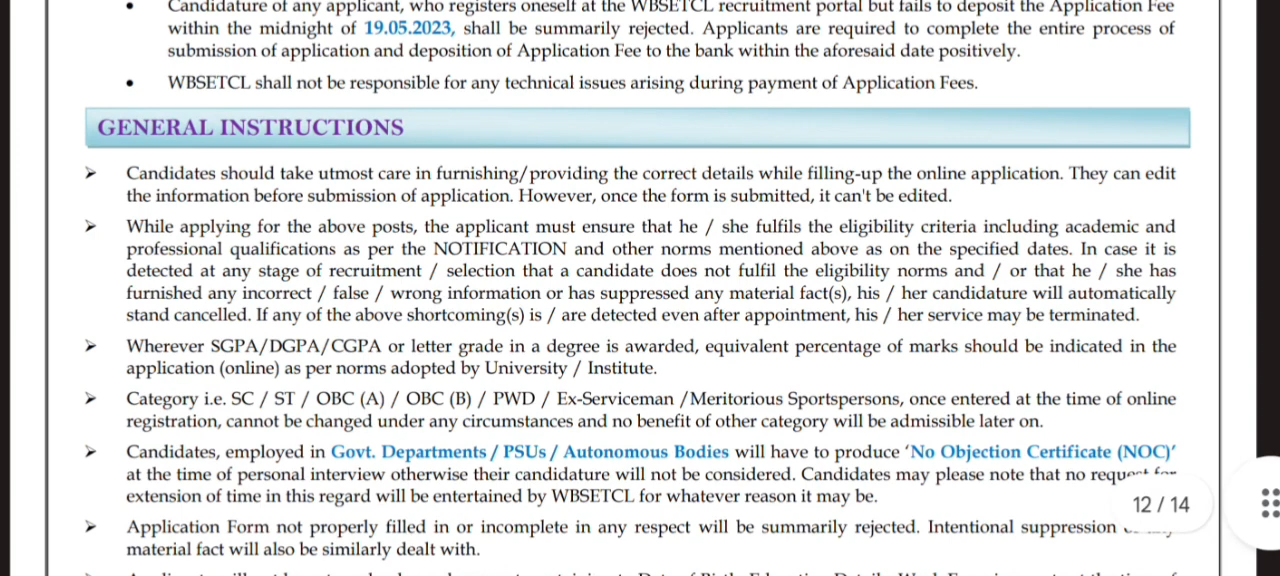 • Candidature of any applicant, who registers oneself at the WBSETCL recruitment portal but fails to deposit the Application Fee
within the midnight of 19.05.2023, shall be summarily rejected. Applicants are required to complete the entire process of
submission of application and deposition of Application Fee to the bank within the aforesaid date positively.
• WBSETCL shall not be responsible for any technical issues arising during payment of Application Fees.
GENERAL INSTRUCTIONS
➢ Candidates should take utmost care in furnishing/providing the correct details while filling-up the online application. They can edit
the information before submission of application. However, once the form is submitted, it can't be edited.
➢ While applying for the above posts, the applicant must ensure that he / she fulfils the eligibility criteria including academic and
professional qualifications as per the NOTIFICATION and other norms mentioned above as on the specified dates. In case it is
detected at any stage of recruitment / selection that a candidate does not fulfil the eligibility norms and / or that he / she has
furnished any incorrect / false / wrong information or has suppressed any material fact(s), his / her candidature will automatically
stand cancelled. If any of the above shortcoming(s) is / are detected even after appointment, his / her service may be terminated.
➢ Wherever SGPA/DGPA/CGPA or letter grade in a degree is awarded, equivalent percentage of marks should be indicated in the
application (online) as per norms adopted by University / Institute.
➢ Category i.e. SC / ST / OBC (A) / OBC (B) / PWD / Ex-Serviceman /Meritorious Sportspersons, once entered at the time of online
registration, cannot be changed under any circumstances and no benefit of other category will be admissible later on.
➢ Candidates, employed in Govt. Departments / PSUs / Autonomous Bodies will have to produce 'No Objection Certificate (NOC)'
at the time of personal interview otherwise their candidature will not be considered. Candidates may please note that no request for
extension of time in this regard will be entertained by WBSETCL for whatever reason it may be.
12 / 14
➢ Application Form not properly filled in or incomplete in any respect will be summarily rejected. Intentional suppression
material fact will also be similarly dealt with.